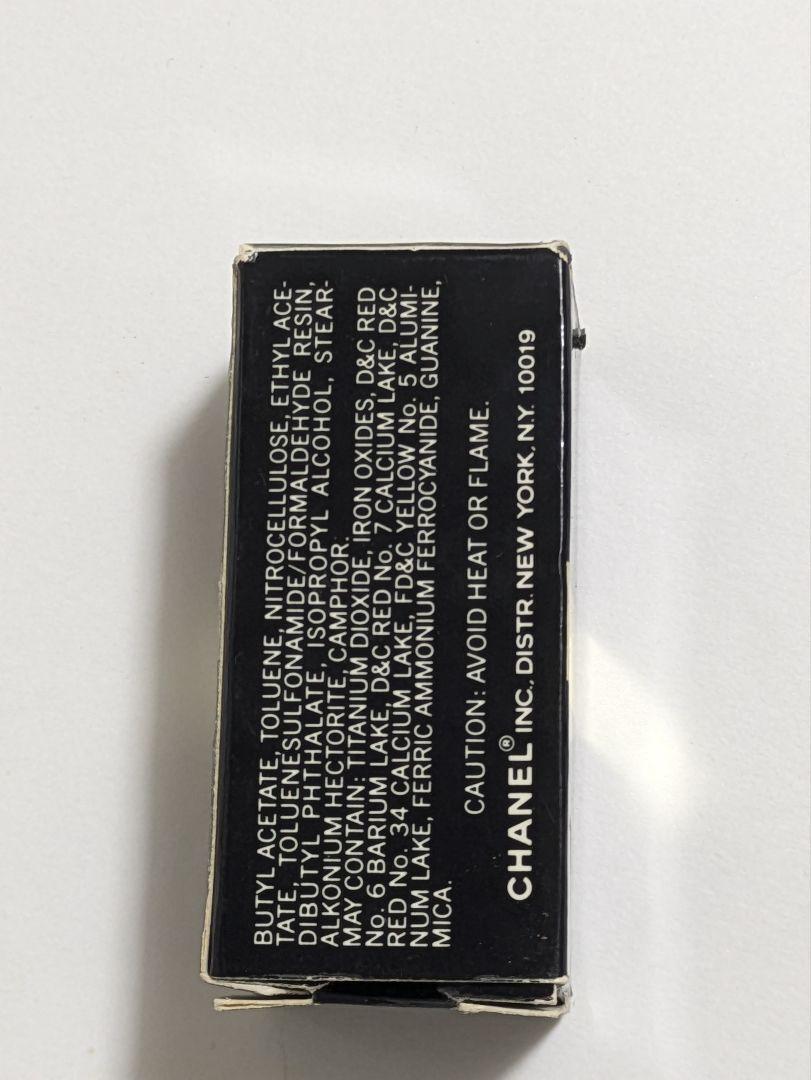 BUTYL ACETATE, TOLUENE, NITROCELLULOSE, ETHYL ACE-
TATE, TOLUENESULFONAMIDE/FORMALDEHYDE RESIN,
DIBUTYL PHTHALATE, ISOPROPYL ALCOHOL, STEAR-
ALKONIUM HECTORITE, CAMPHOR.
MAY CONTAIN: TITANIUM DIOXIDE, IRON OXIDES, D&C RED
No. 6 BARIUM LAKE, D&C RED No. 7 CALCIUM LAKE, D&C
RED No. 34 CALCIUM LAKE, FD&C YELLOW No. 5 ALUMI-
NUM LAKE, FERRIC AMMONIUM FERROCYANIDE, GUANINE,
MICA.
CAUTION: AVOID HEAT OR FLAME.
CHANEL® INC., DISTR. NEW YORK, N.Y. 10019